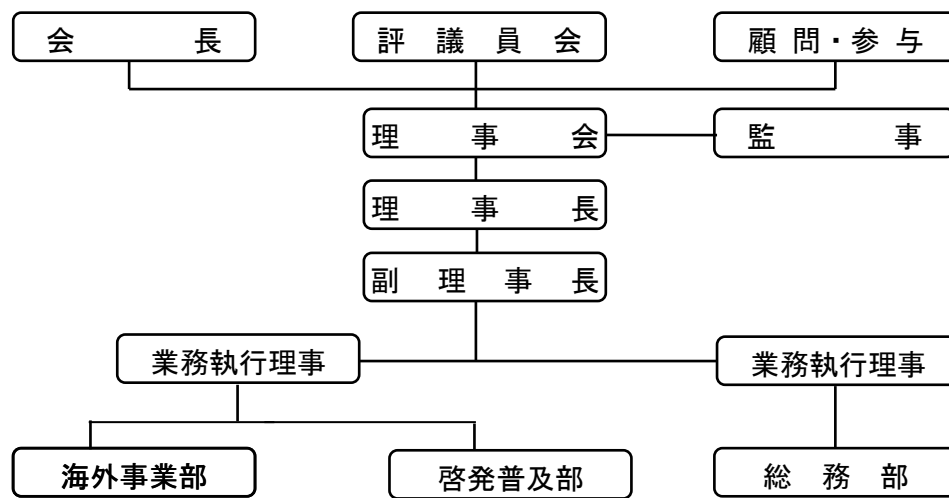 会長 評議員会 顧問・参与
理事会 監事
理事長
副理事長
業務執行理事 業務執行理事
海外事業部 啓発普及部 総務部